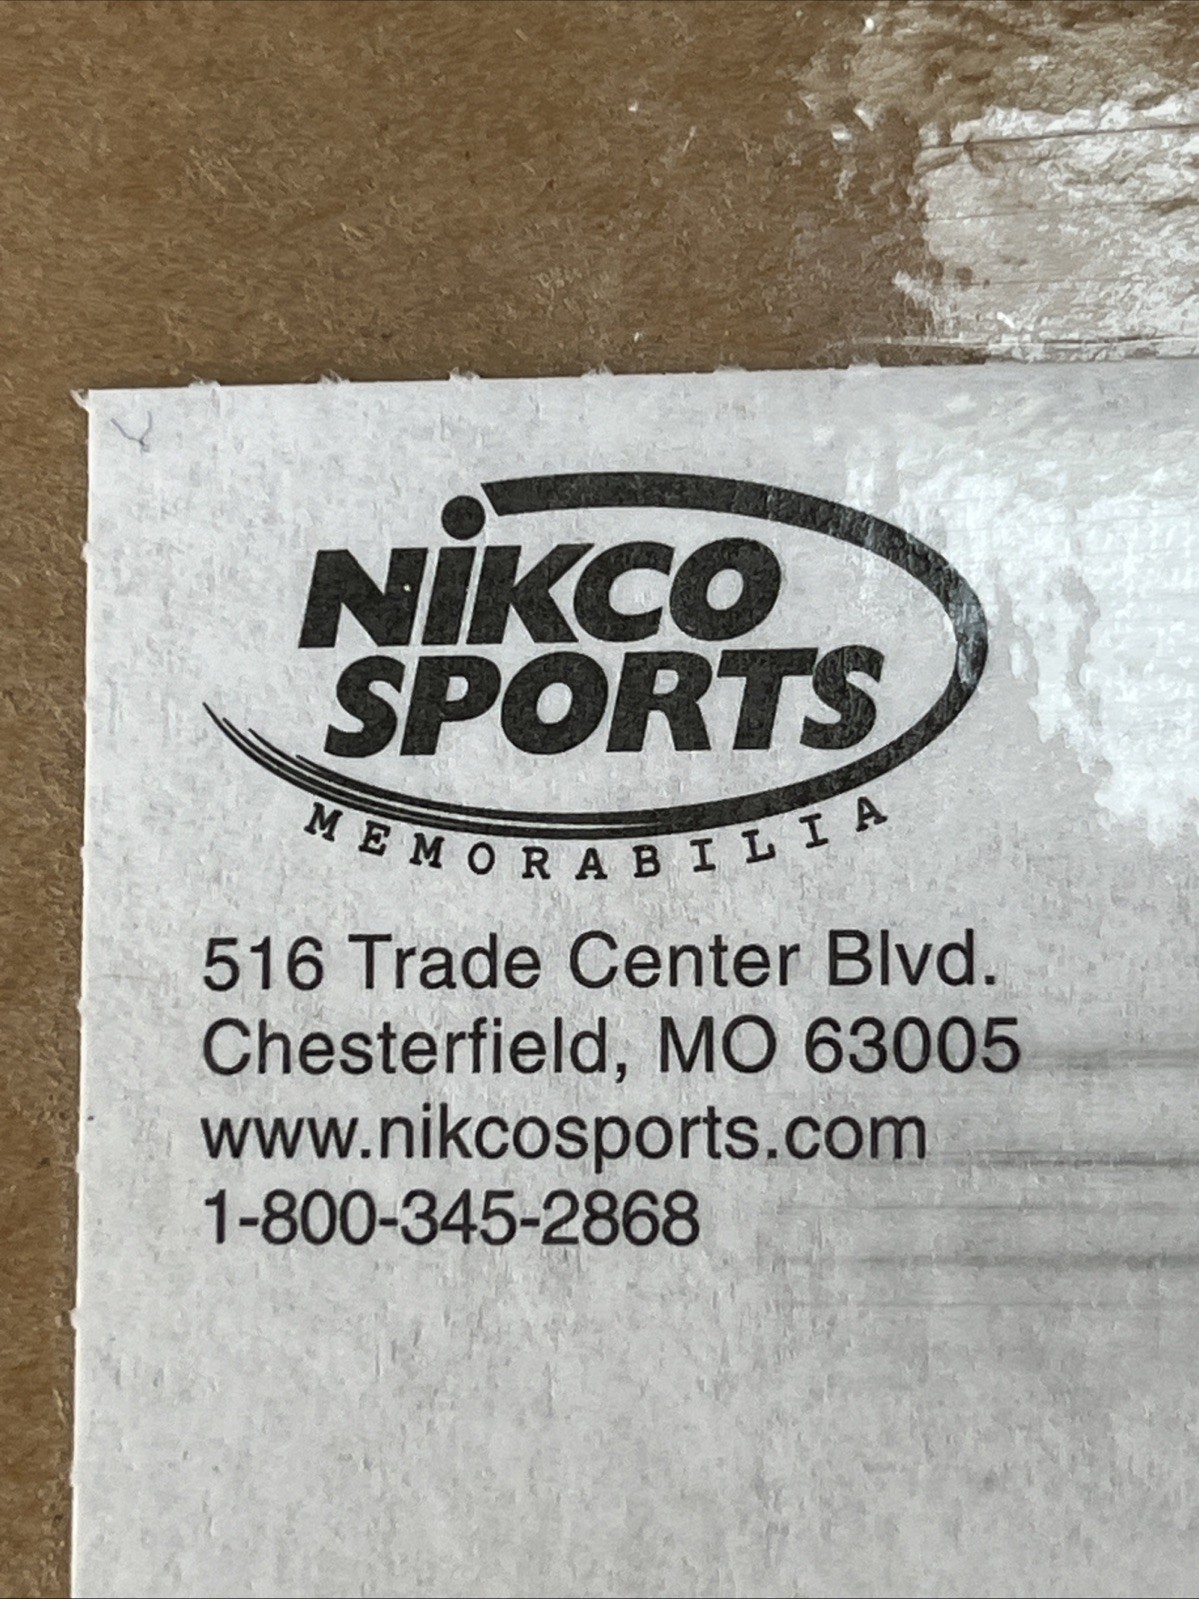 NiKCO
SPORTS
MEMORABILIA
516 Trade Center Blvd.
Chesterfield, MO 63005
www.nikcosports.com
1-800-345-2868